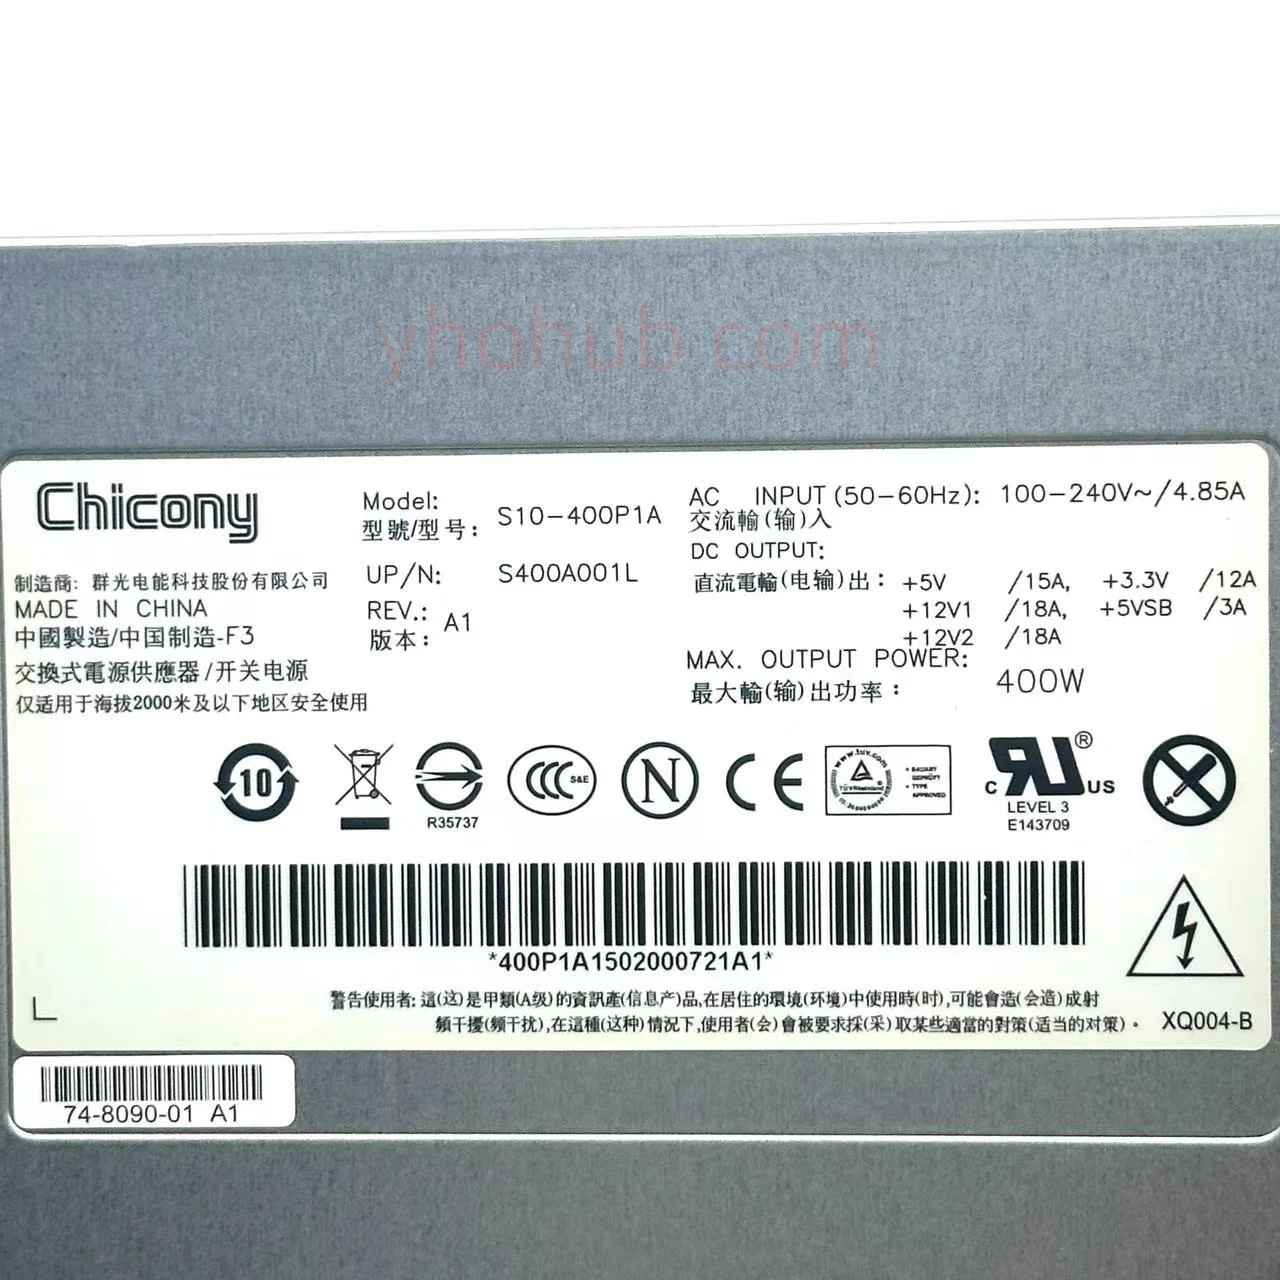 yhohub.com
Chicony
制造商: 群光电能科技股份有限公司
MADE IN CHINA
中國製造/中国制造-F3
交換式電源供應器/开关电源
仅适用于海拔2000米及以下地区安全使用
Model:
型號/型号: S10-400P1A
UP/N: S400A001L
REV.:
版本: A1
AC INPUT (50-60Hz): 100-240V~/4.85A
交流輸(输)入
DC OUTPUT:
直流電輸(电输)出: +5V /15A, +3.3V /12A
+12V1 /18A, +5VSB /3A
+12V2 /18A
MAX. OUTPUT POWER:
最大輸(输)出功率: 400W
10
R35737
S&E
N
CE
www.tuv.com
TÜVRheinland
BAUART
GEPRÜFT
TYPE
APPROVED
c RU US ®
LEVEL 3
E143709
*400P1A1502000721A1*
警告使用者: 這(这)是甲類(A级)的資訊產(信息产)品,在居住的環境(环境)中使用時(时),可能會造(会造)成射
頻干擾(频干扰),在這種(这种)情況下,使用者(会)會被要求採(采)取某些適當的對策(适当的对策)。
XQ004-B
74-8090-01 A1